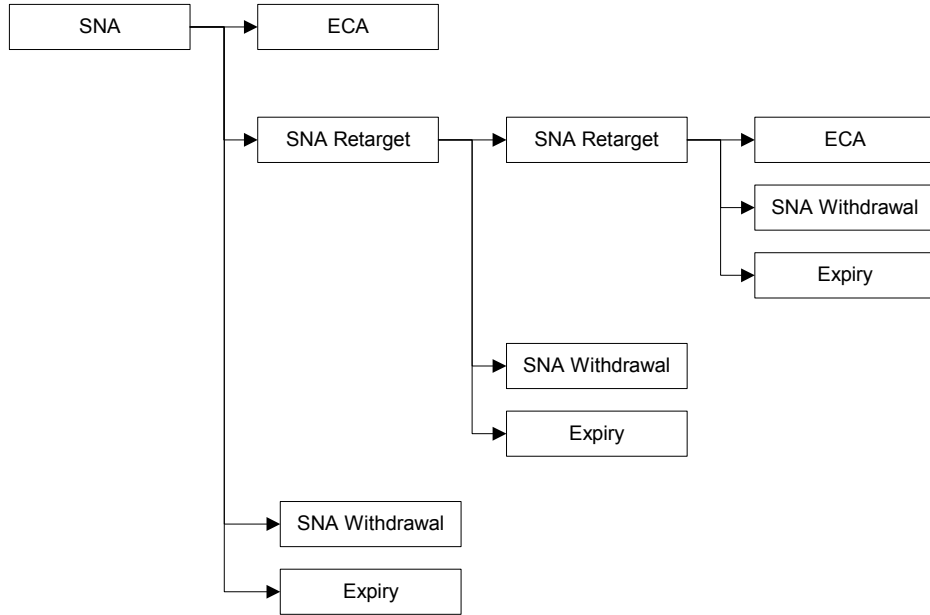 SNA
ECA
SNA Retarget
SNA Retarget
ECA
SNA Withdrawal
Expiry
SNA Withdrawal
Expiry
SNA Withdrawal
Expiry